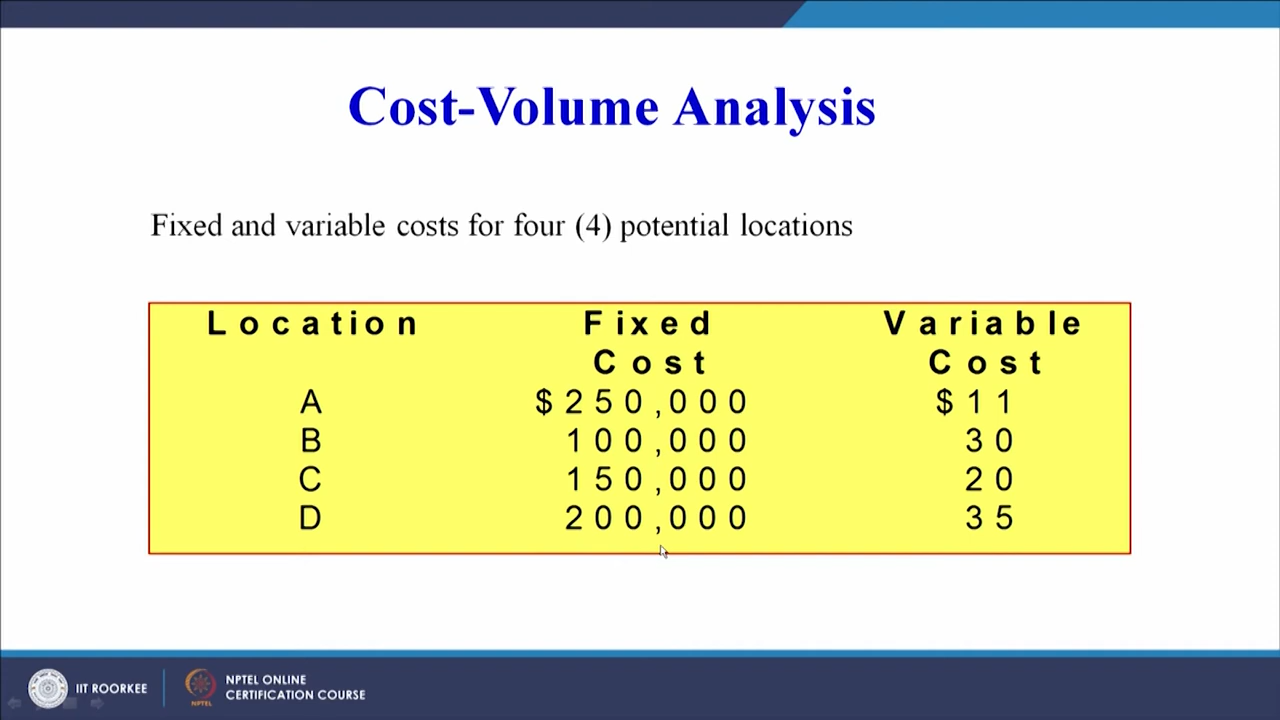 Cost-Volume Analysis
Fixed and variable costs for four (4) potential locations
Location Fixed Variable
Cost Cost
A $250,000 $11
B 100,000 30
C 150,000 20
D 200,000 35
IIT ROORKEE
NPTEL
NPTEL ONLINE
CERTIFICATION COURSE